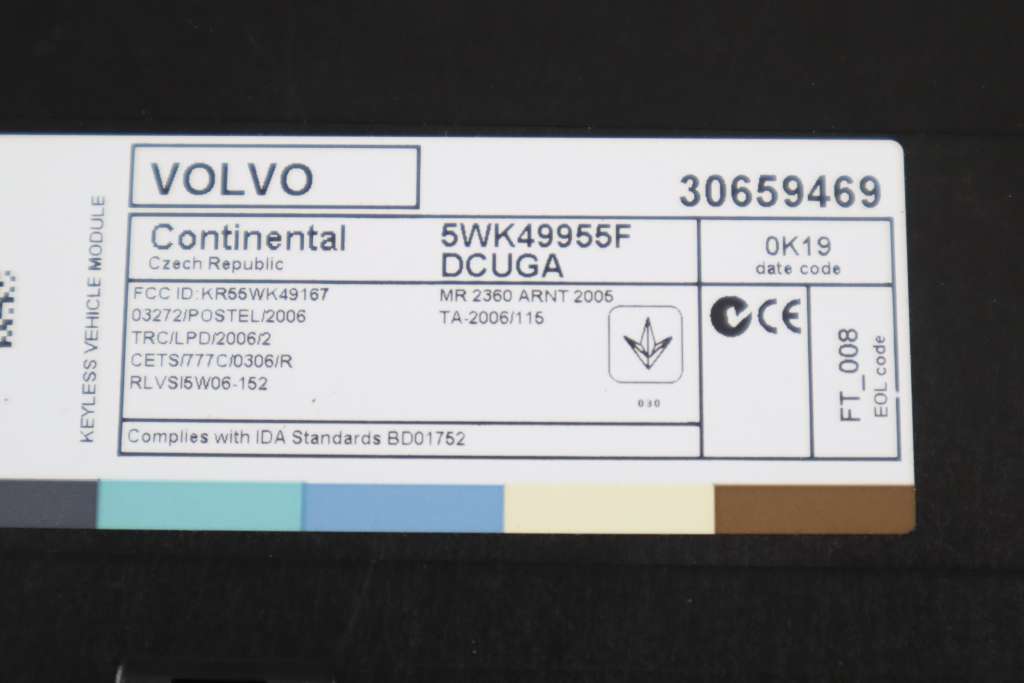 VOLVO
30659469
KEYLESS VEHICLE MODULE
Continental
Czech Republic
5WK49955F
DCUGA
0K19
date code
FCC ID:KR55WK49167
03272/POSTEL/2006
TRC/LPD/2006/2
CETS/777C/0306/R
RLVSI5W06-152
MR 2360 ARNT 2005
TA-2006/115
030
CE
FT_008
EOL code
Complies with IDA Standards BD01752